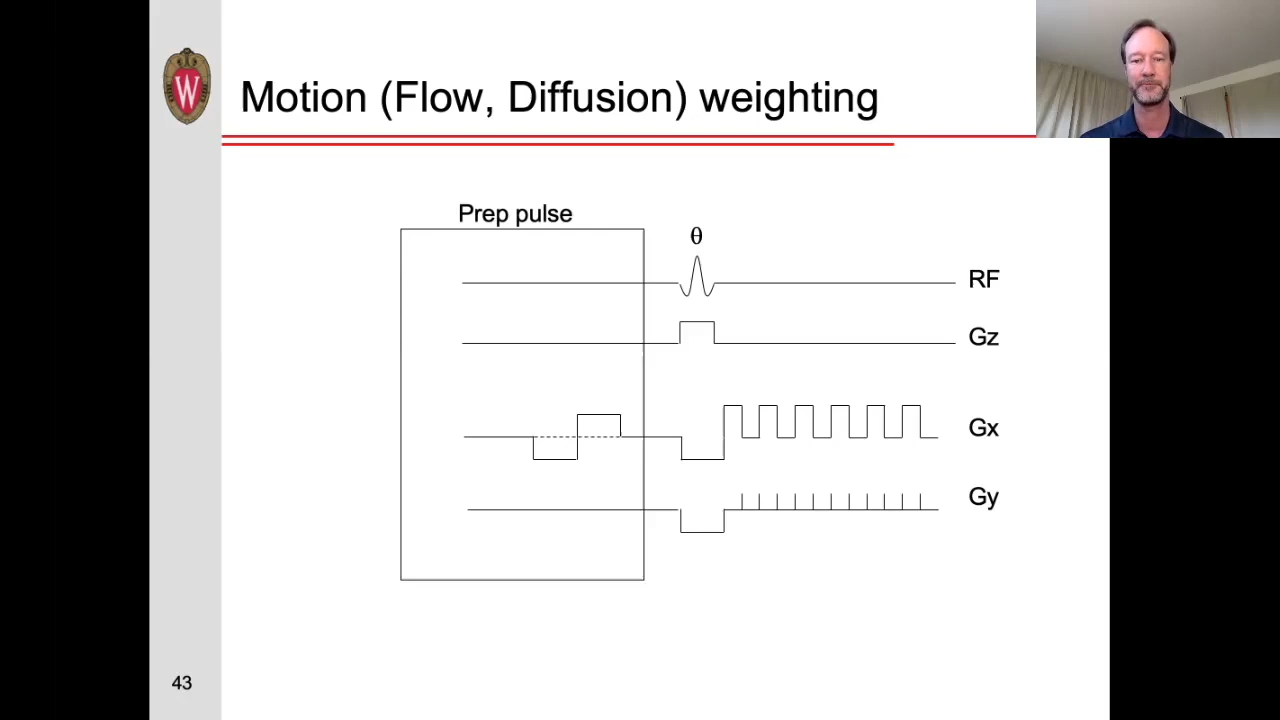 W
Motion (Flow, Diffusion) weighting
Prep pulse
θ
RF
Gz
Gx
Gy
43